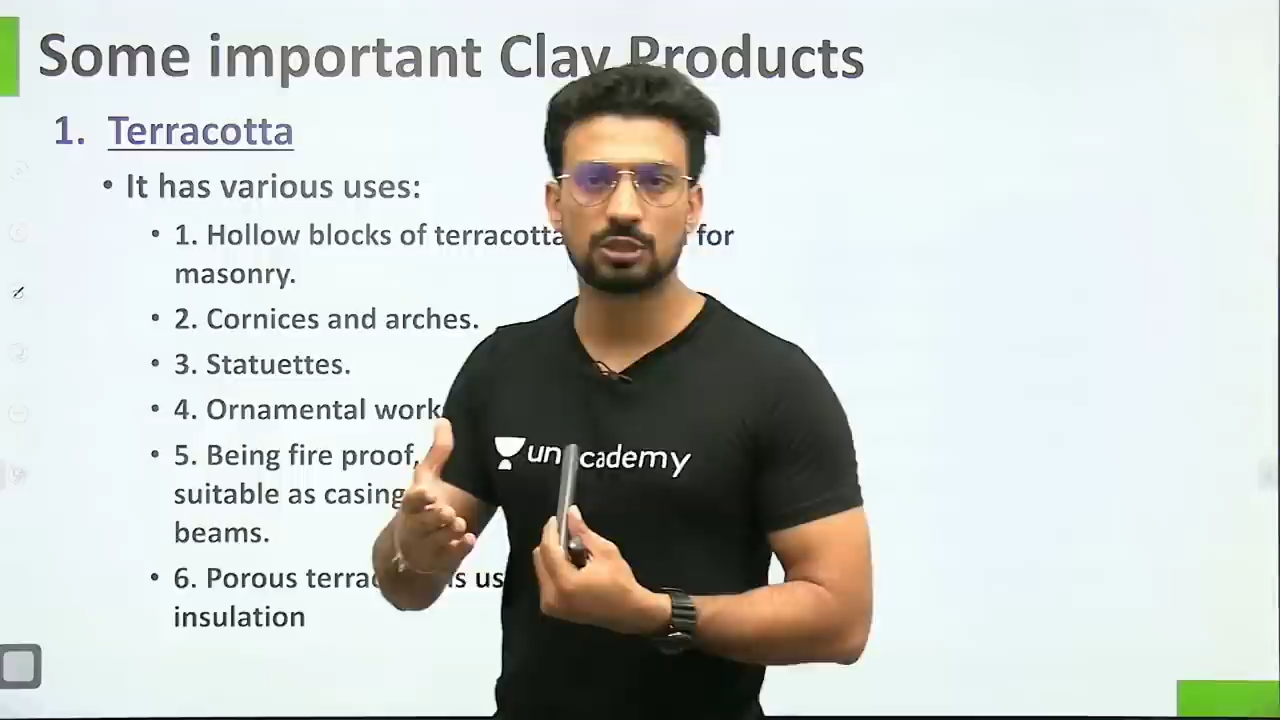 Some important Clay Products
1. Terracotta
• It has various uses:
• 1. Hollow blocks of terracotta for
masonry.
• 2. Cornices and arches.
• 3. Statuettes.
• 4. Ornamental work
• 5. Being fire proof,
suitable as casing
beams.
• 6. Porous
insulation
unacademy